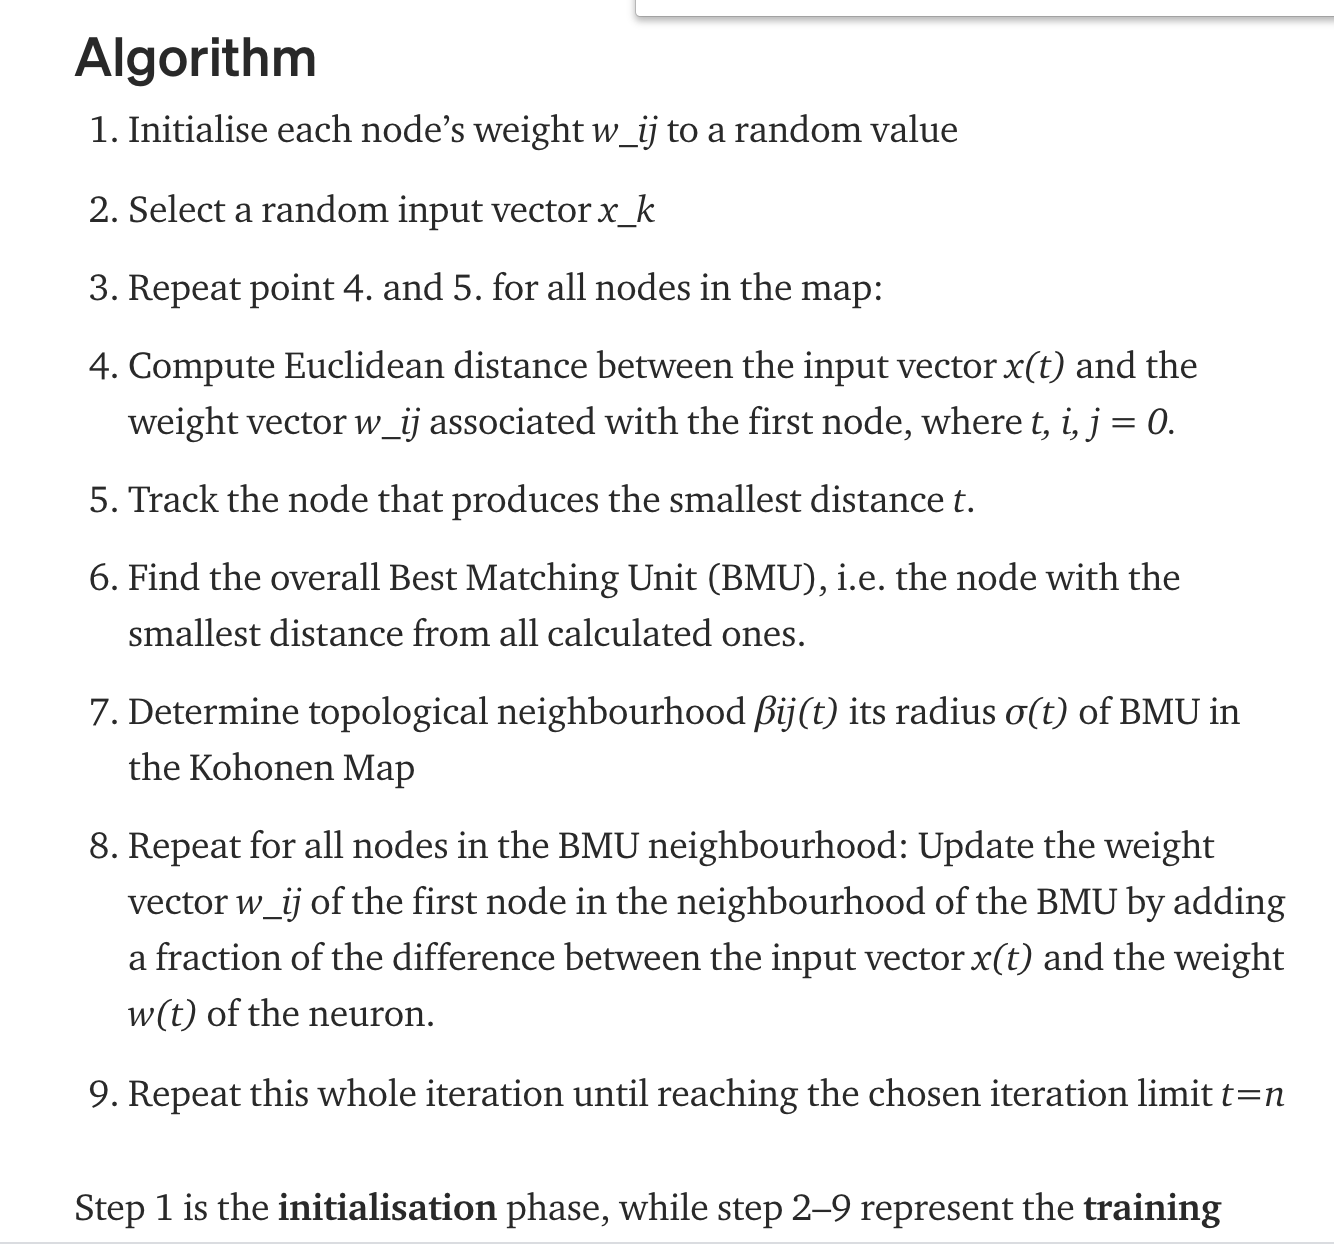 Algorithm
1. Initialise each node’s weight w_ij to a random value
2. Select a random input vector x_k
3. Repeat point 4. and 5. for all nodes in the map:
4. Compute Euclidean distance between the input vector x(t) and the
weight vector w_ij associated with the first node, where t, i, j = 0.
5. Track the node that produces the smallest distance t.
6. Find the overall Best Matching Unit (BMU), i.e. the node with the
smallest distance from all calculated ones.
7. Determine topological neighbourhood βij(t) its radius σ(t) of BMU in
the Kohonen Map
8. Repeat for all nodes in the BMU neighbourhood: Update the weight
vector w_ij of the first node in the neighbourhood of the BMU by adding
a fraction of the difference between the input vector x(t) and the weight
w(t) of the neuron.
9. Repeat this whole iteration until reaching the chosen iteration limit t=n
Step 1 is the initialisation phase, while step 2–9 represent the training